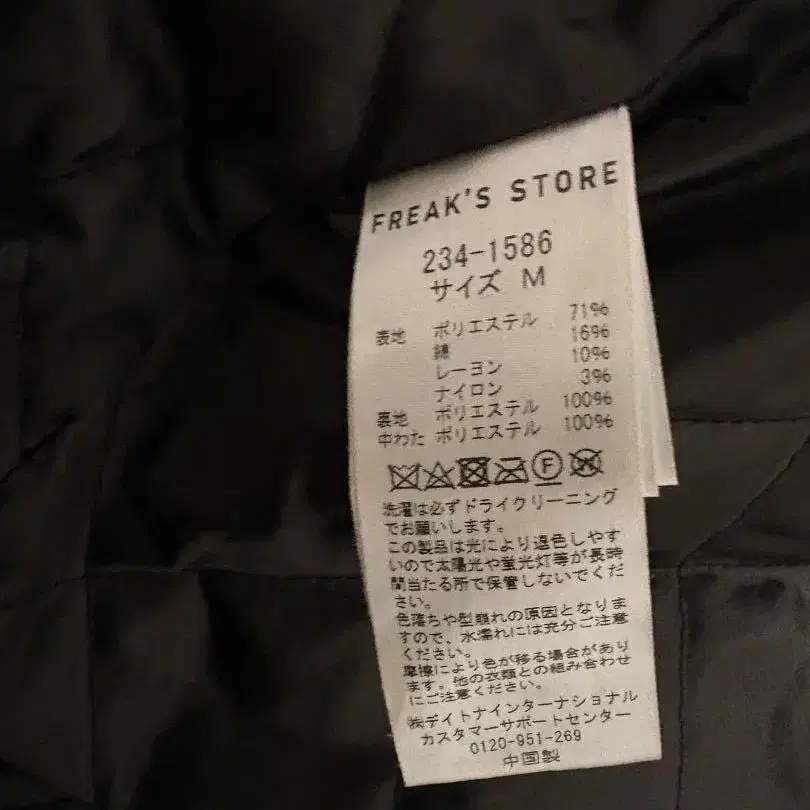 FREAK'S STORE
234-1586
サイズ M
表地 ポリエステル 71%
綿 16%
レーヨン 10%
ナイロン 3%
裏地 ポリエステル 100%
中わた ポリエステル 100%
F
洗濯は必ずドライクリーニング
でお願いします。
この製品は光により退色しやす
いので太陽光や蛍光灯等が長時
間当たる所で保管しないでくだ
さい。
色落ちや型崩れの原因となりま
すので、水濡れには充分ご注意
ください。
摩擦により色が移る場合があり
ます。他の衣類との組み合わせ
にご注意ください。
㈱デイトナインターナショナル
カスタマーサポートセンター
0120-951-269
中国製